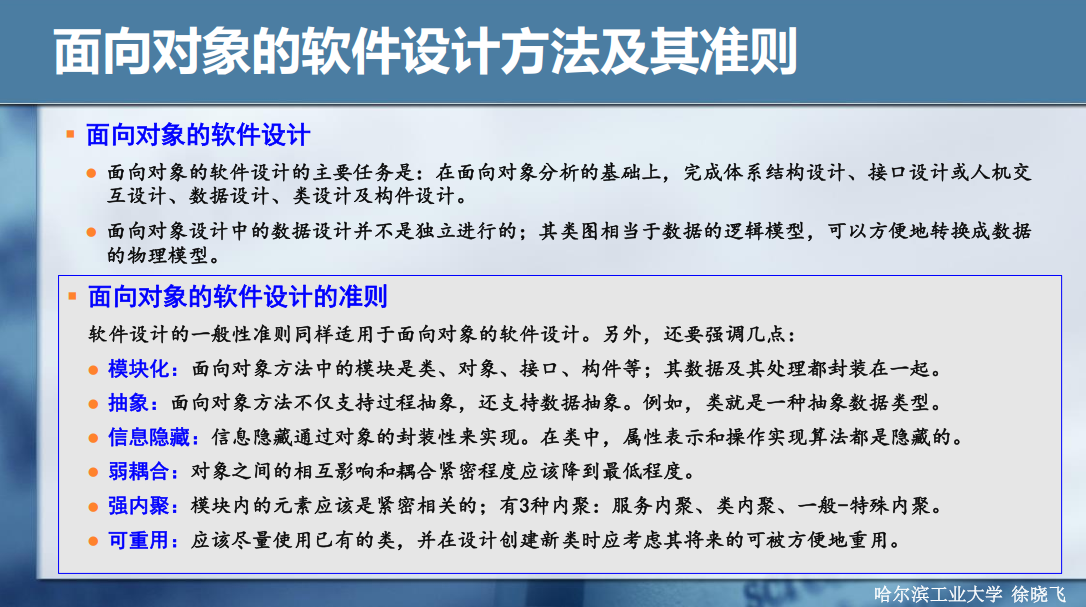 面向对象的软件设计方法及其准则
面向对象的软件设计
面向对象的软件设计的主要任务是：在面向对象分析的基础上，完成体系结构设计、接口设计或人机交
互设计、数据设计、类设计及构件设计。
面向对象设计中的数据设计并不是独立进行的；其类图相当于数据的逻辑模型，可以方便地转换成数据
的物理模型。
面向对象的软件设计的准则
软件设计的一般性准则同样适用于面向对象的软件设计。另外，还要强调几点：
模块化：面向对象方法中的模块是类、对象、接口、构件等；其数据及其处理都封装在一起。
抽象：面向对象方法不仅支持过程抽象，还支持数据抽象。例如，类就是一种抽象数据类型。
信息隐藏：信息隐藏通过对象的封装性来实现。在类中，属性表示和操作实现算法都是隐藏的。
弱耦合：对象之间的相互影响和耦合紧密程度应该降到最低程度。
强内聚：模块内的元素应该是紧密相关的；有3种内聚：服务内聚、类内聚、一般-特殊内聚。
可重用：应该尽量使用已有的类，并在设计创建新类时应考虑其将来的可被方便地重用。
哈尔滨工业大学 徐晓飞